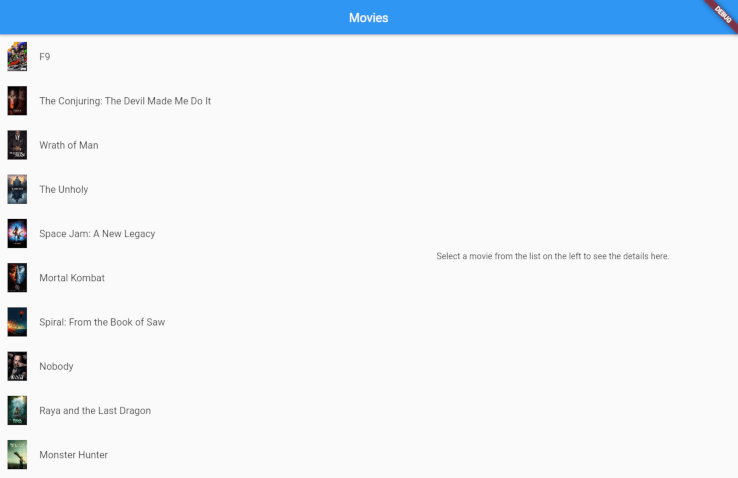 Movies
DEBUG
F9
The Conjuring: The Devil Made Me Do It
Wrath of Man
The Unholy
Space Jam: A New Legacy
Select a movie from the list on the left to see the details here.
Mortal Kombat
Spiral: From the Book of Saw
Nobody
Raya and the Last Dragon
Monster Hunter